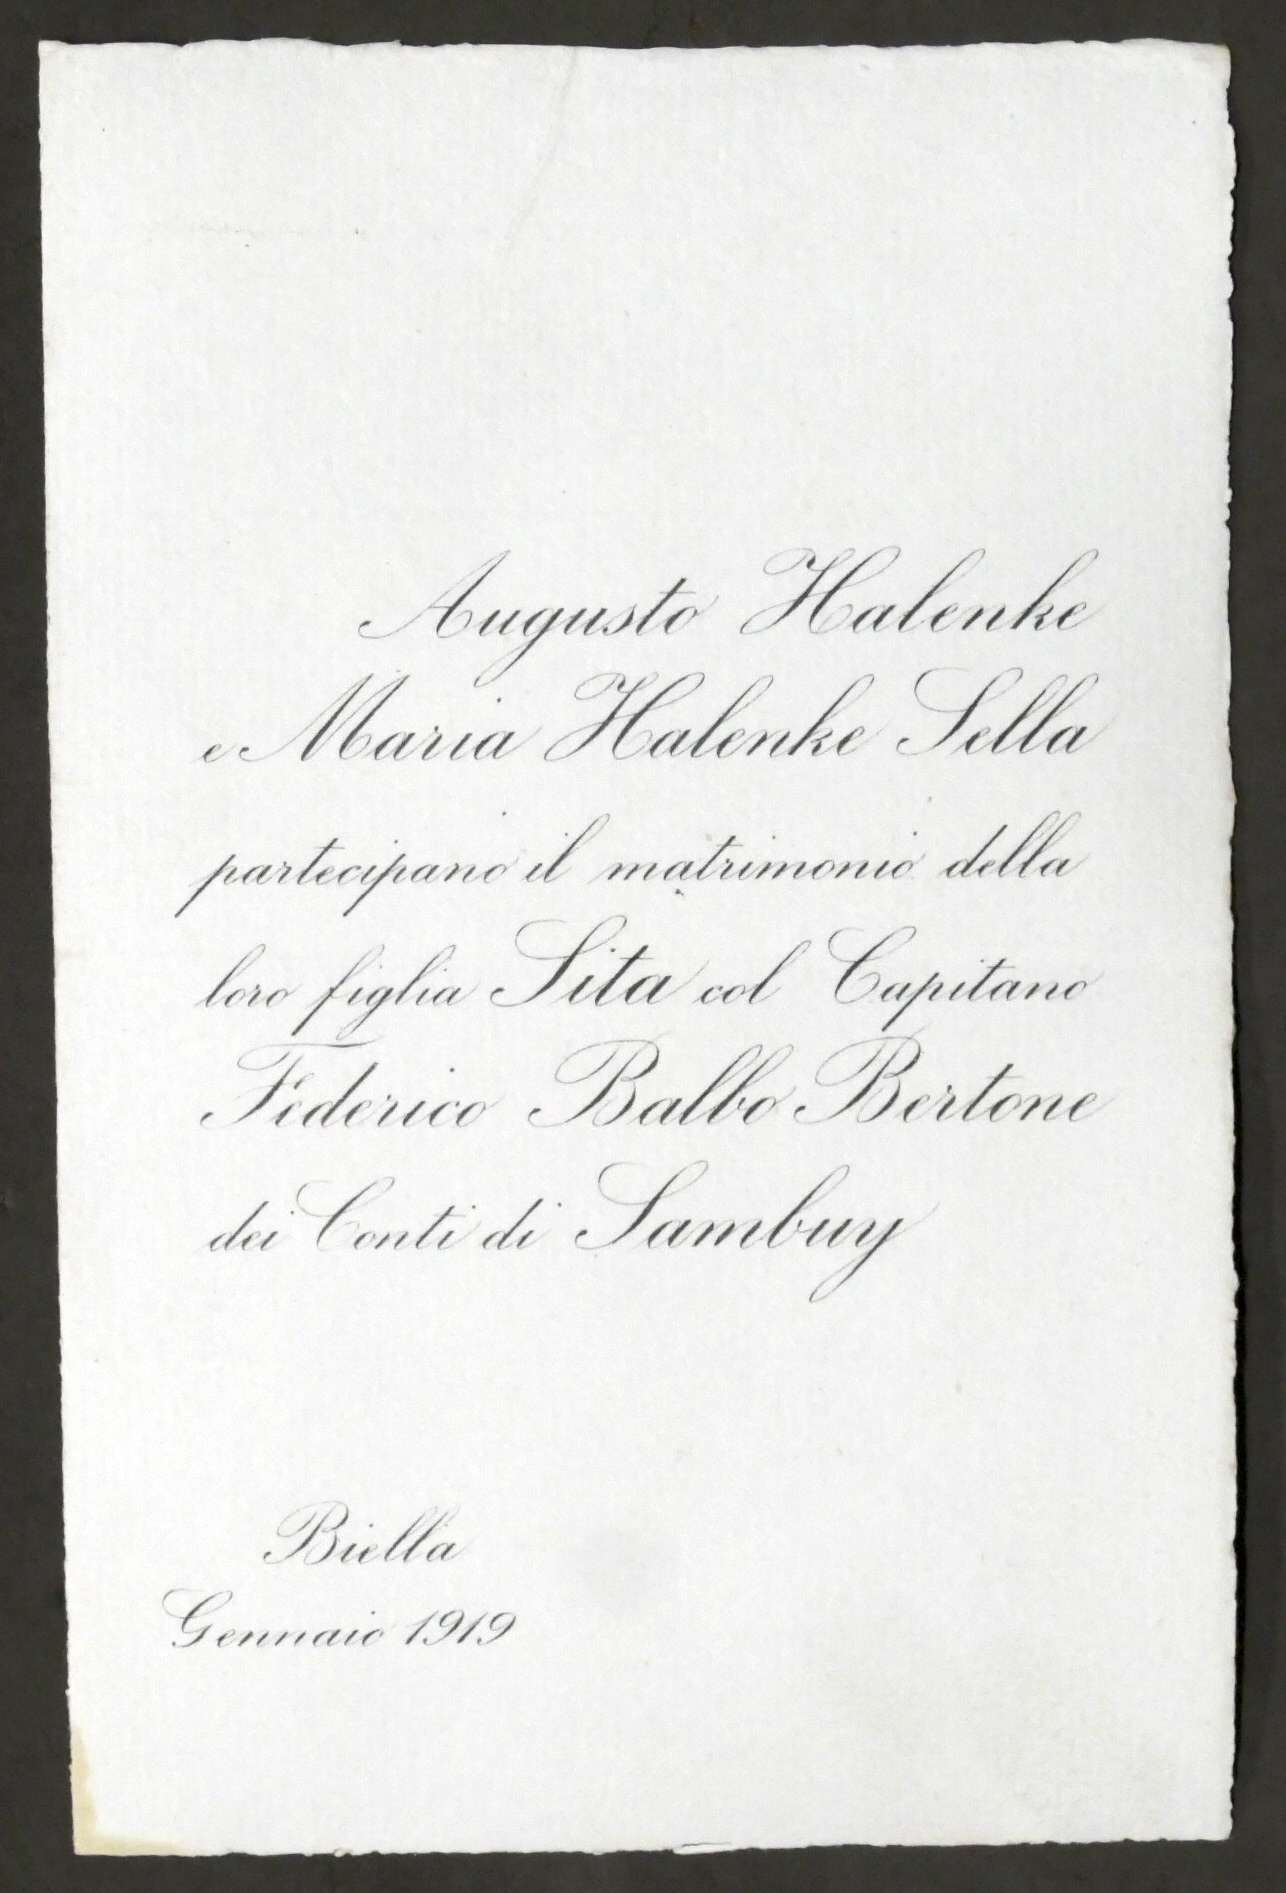 Augusto Halenke
e Maria Halenke Sella
partecipano il matrimonio della
loro figlia Sita col Capitano
Federico Balbo Bertone
dei Conti di Sambuy
Biella
Gennaio 1919